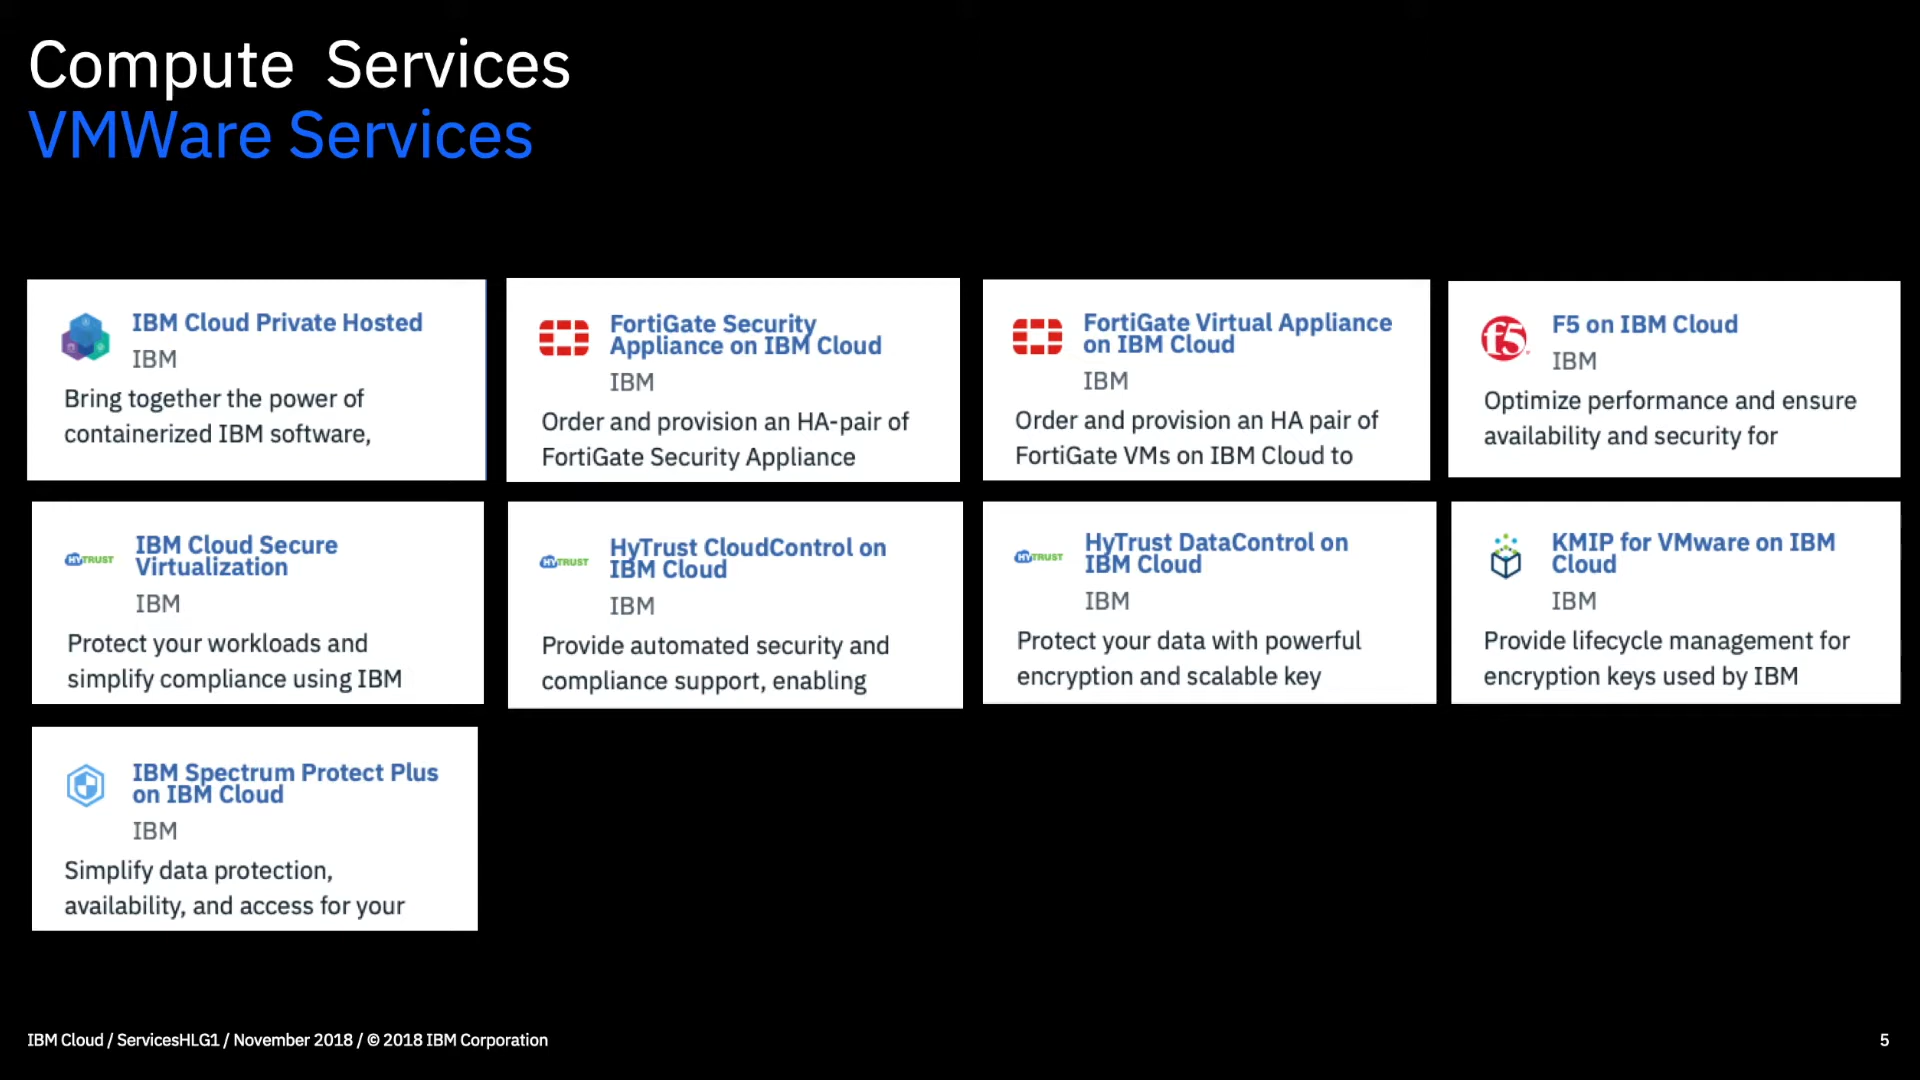 Compute  Services
VMWare Services
IBM Cloud Private Hosted
IBM
Bring together the power of
containerized IBM software,
FortiGate Security
Appliance on IBM Cloud
IBM
Order and provision an HA-pair of
FortiGate Security Appliance
FortiGate Virtual Appliance
on IBM Cloud
IBM
Order and provision an HA pair of
FortiGate VMs on IBM Cloud to
f5
F5 on IBM Cloud
IBM
Optimize performance and ensure
availability and security for
HYTRUST
IBM Cloud Secure
Virtualization
IBM
Protect your workloads and
simplify compliance using IBM
HYTRUST
HyTrust CloudControl on
IBM Cloud
IBM
Provide automated security and
compliance support, enabling
HYTRUST
HyTrust DataControl on
IBM Cloud
IBM
Protect your data with powerful
encryption and scalable key
KMIP for VMware on IBM
Cloud
IBM
Provide lifecycle management for
encryption keys used by IBM
IBM Spectrum Protect Plus
on IBM Cloud
IBM
Simplify data protection,
availability, and access for your
IBM Cloud / ServicesHLG1 / November 2018 / © 2018 IBM Corporation
5